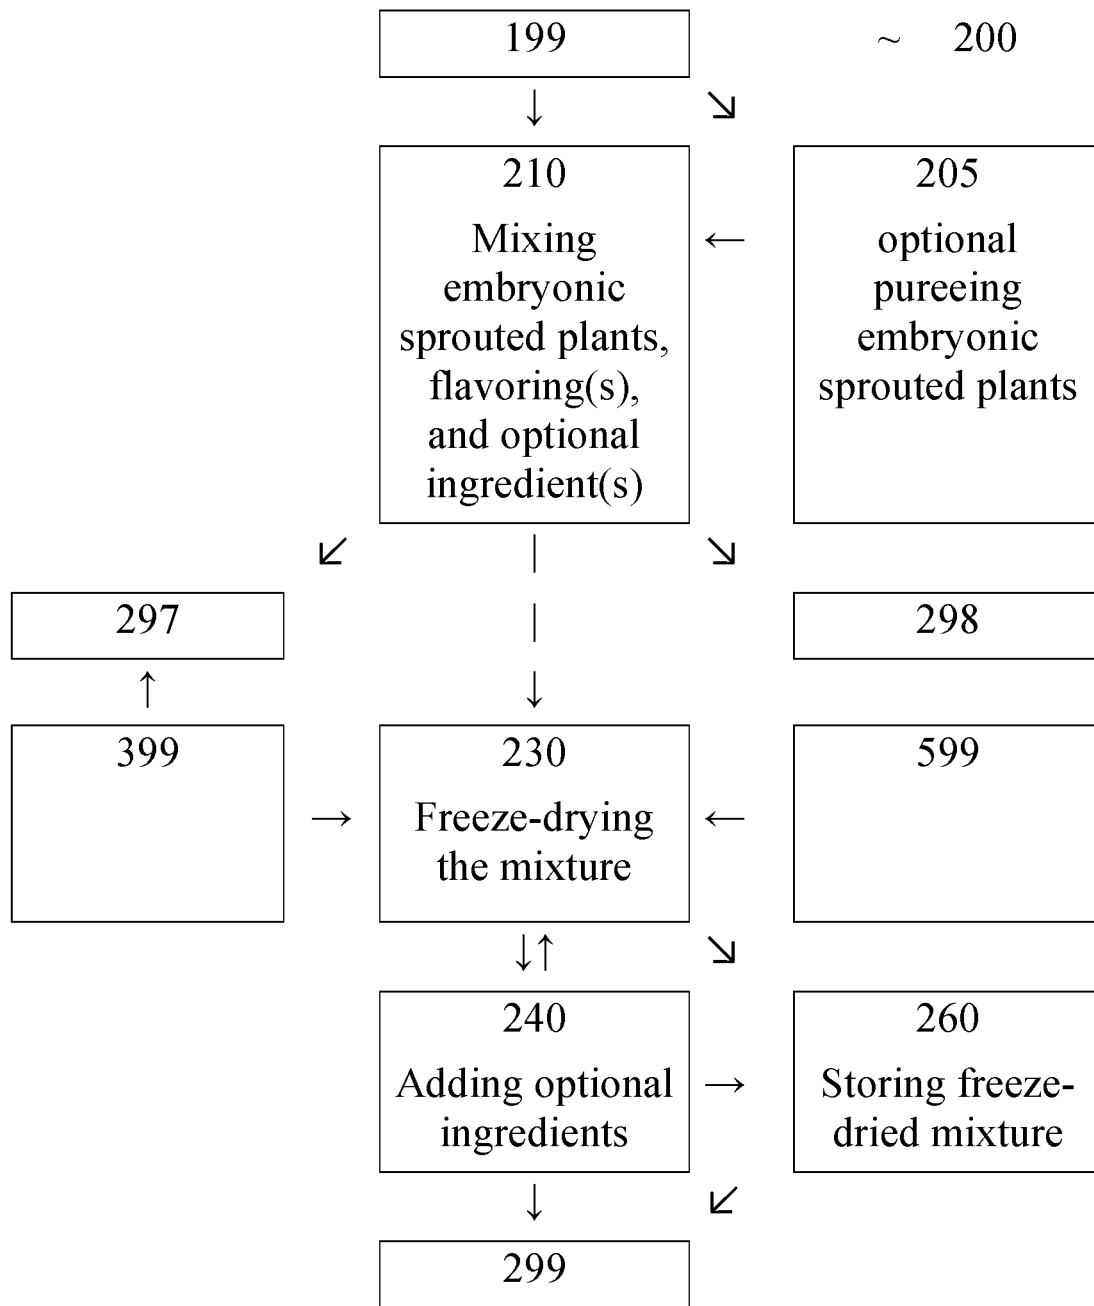 199
~ 200
↓ ↘
210
Mixing
embryonic
sprouted plants,
flavoring(s),
and optional
ingredient(s)
←
205
optional
pureeing
embryonic
sprouted plants
↙ | ↘
297
|
298
↑ ↓
399
→
230
Freeze-drying
the mixture
←
599
↓↑ ↘
240
Adding optional
ingredients
→
260
Storing freeze-
dried mixture
↓ ↙
299